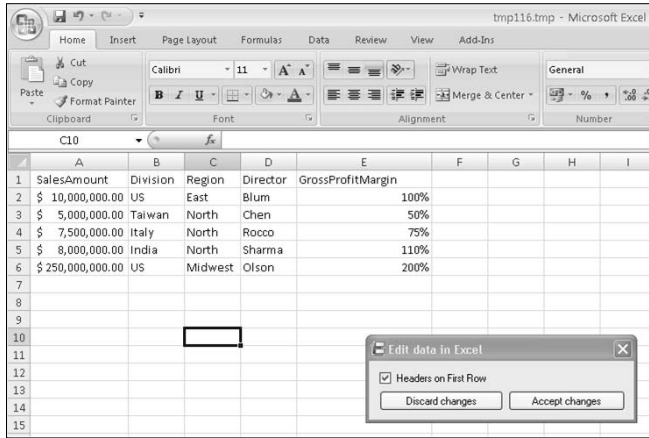 tmp116.tmp - Microsoft Excel
Home Insert Page Layout Formulas Data Review View Add-Ins
Cut
Copy
Paste
Format Painter
Calibri 11 A A
B I U A
Wrap Text
Merge & Center
General
% ,
Clipboard Font Alignment Number
C10 fx
A B C D E F G H I
1 SalesAmount Division Region Director GrossProfitMargin
2 $ 10,000,000.00 US East Blum 100%
3 $ 5,000,000.00 Taiwan North Chen 50%
4 $ 7,500,000.00 Italy North Rocco 75%
5 $ 8,000,000.00 India North Sharma 110%
6 $ 250,000,000.00 US Midwest Olson 200%
7
8
9
10
11
12
13
14
15
Edit data in Excel
Headers on First Row
Discard changes Accept changes